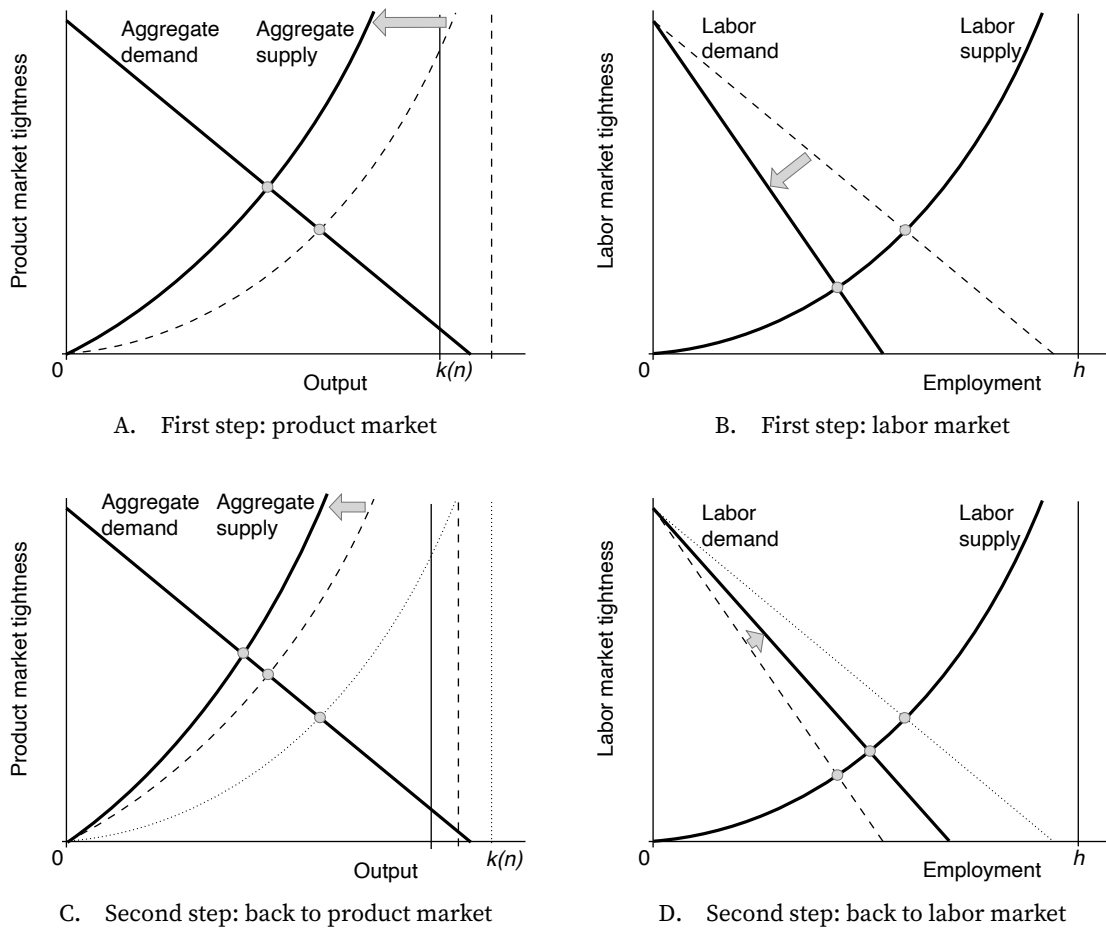 Product market tightness
Aggregate
demand
Aggregate
supply
0
Output
k(n)
A. First step: product market
Labor market tightness
Labor
demand
Labor
supply
0
Employment
h
B. First step: labor market
Product market tightness
Aggregate
demand
Aggregate
supply
0
Output
k(n)
C. Second step: back to product market
Labor market tightness
Labor
demand
Labor
supply
0
Employment
h
D. Second step: back to labor market